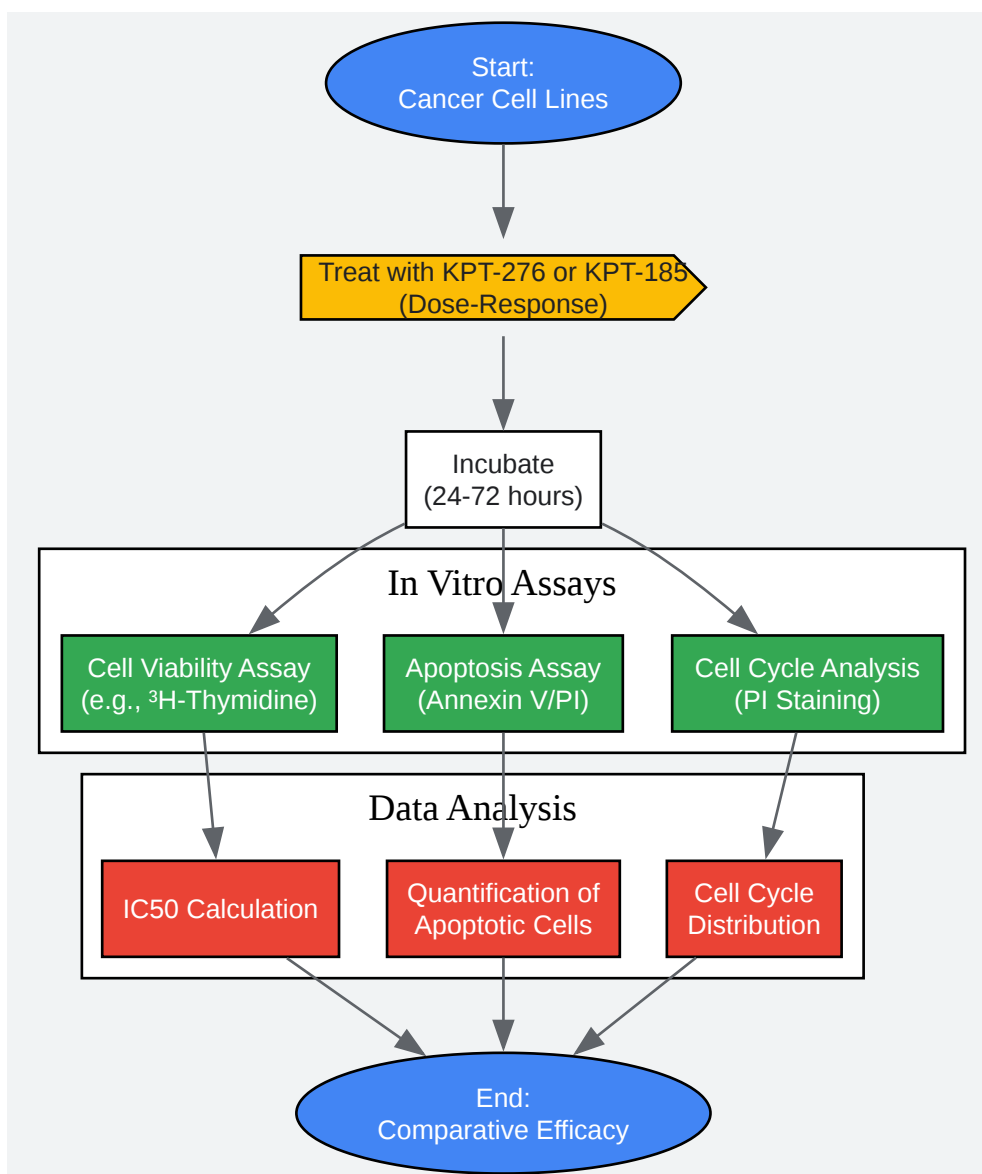 Start:
Cancer Cell Lines
Treat with KPT-276 or KPT-185
(Dose-Response)
Incubate
(24-72 hours)
In Vitro Assays
Cell Viability Assay
(e.g., ³H-Thymidine)
Apoptosis Assay
(Annexin V/PI)
Cell Cycle Analysis
(PI Staining)
Data Analysis
IC50 Calculation
Quantification of
Apoptotic Cells
Cell Cycle
Distribution
End:
Comparative Efficacy